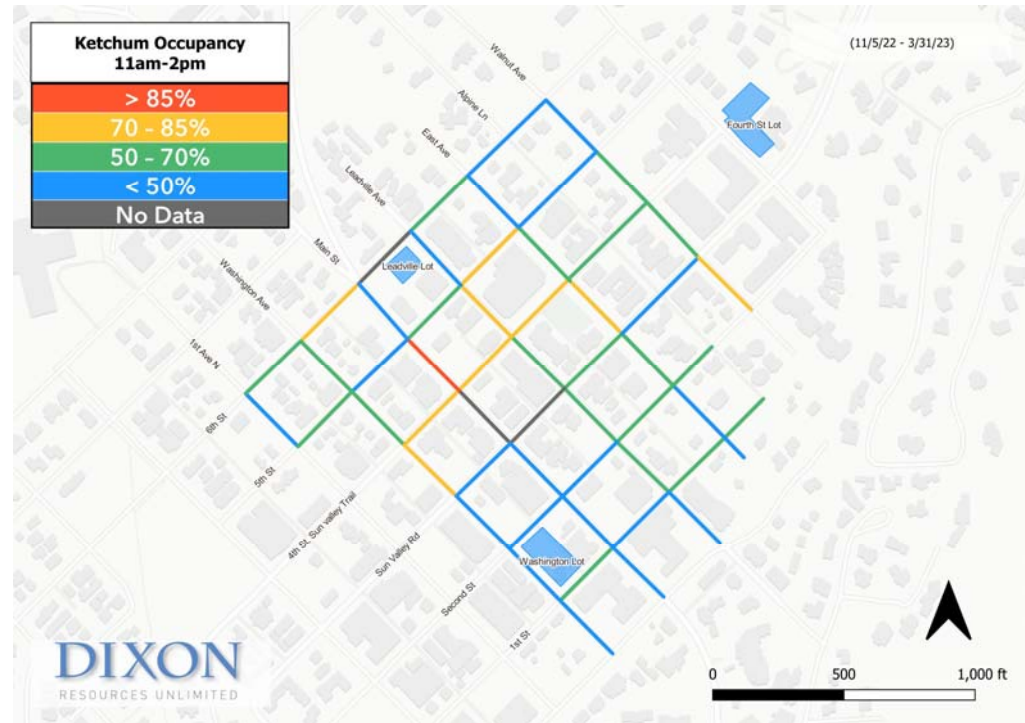 Ketchum Occupancy
11am-2pm
> 85%
70 - 85%
50 - 70%
< 50%
No Data
(11/5/22 - 3/31/23)
Walnut Ave
Alpine Ln
East Ave
Leadville Ave
Main St
Washington Ave
1st Ave N
Fourth St Lot
Leadville Lot
6th St
5th St
4th St, Sun valley Trail
Sun Valley Rd
Second St
1st St
Washington Lot
DIXON
RESOURCES UNLIMITED
0 500 1,000 ft